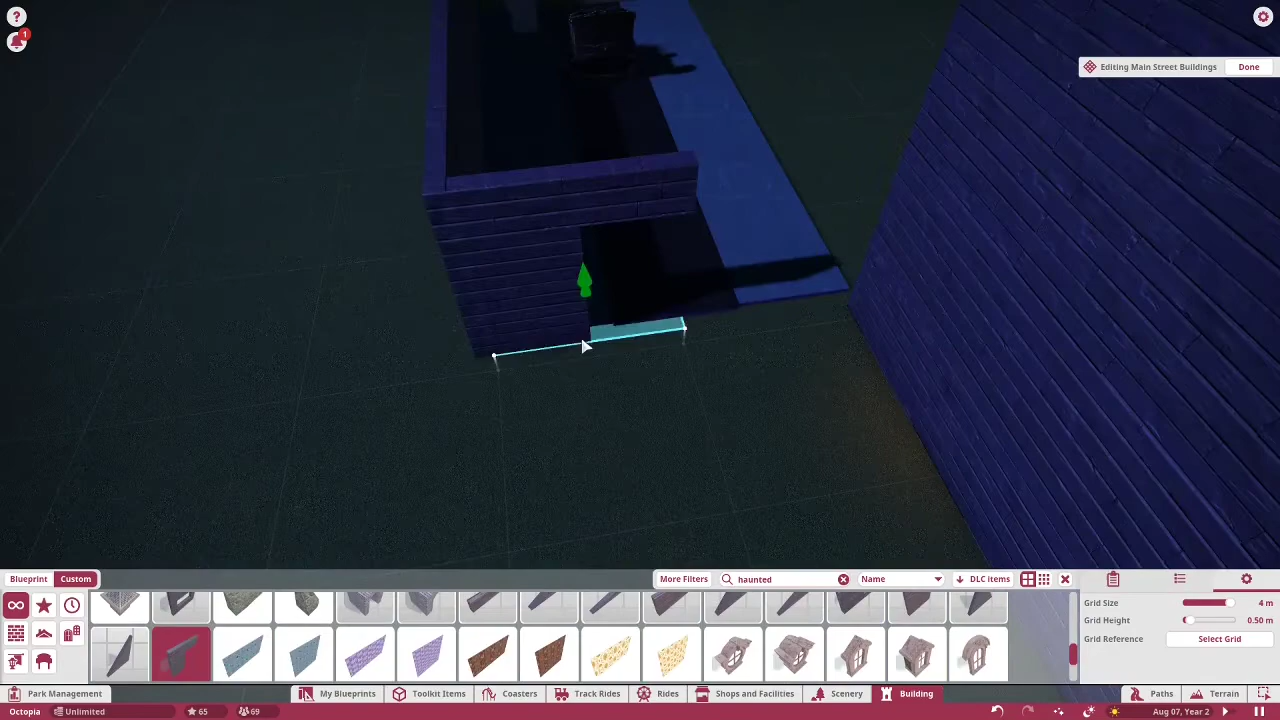 ?
1
Editing Main Street Buildings Done
Blueprint Custom More Filters haunted Name DLC items
Grid Size 4 m
Grid Height 0.50 m
Grid Reference Select Grid
Park Management My Blueprints Toolkit Items Coasters Track Rides Rides Shops and Facilities Scenery Building Paths Terrain
Octopia Unlimited 65 69 Aug 07, Year 2